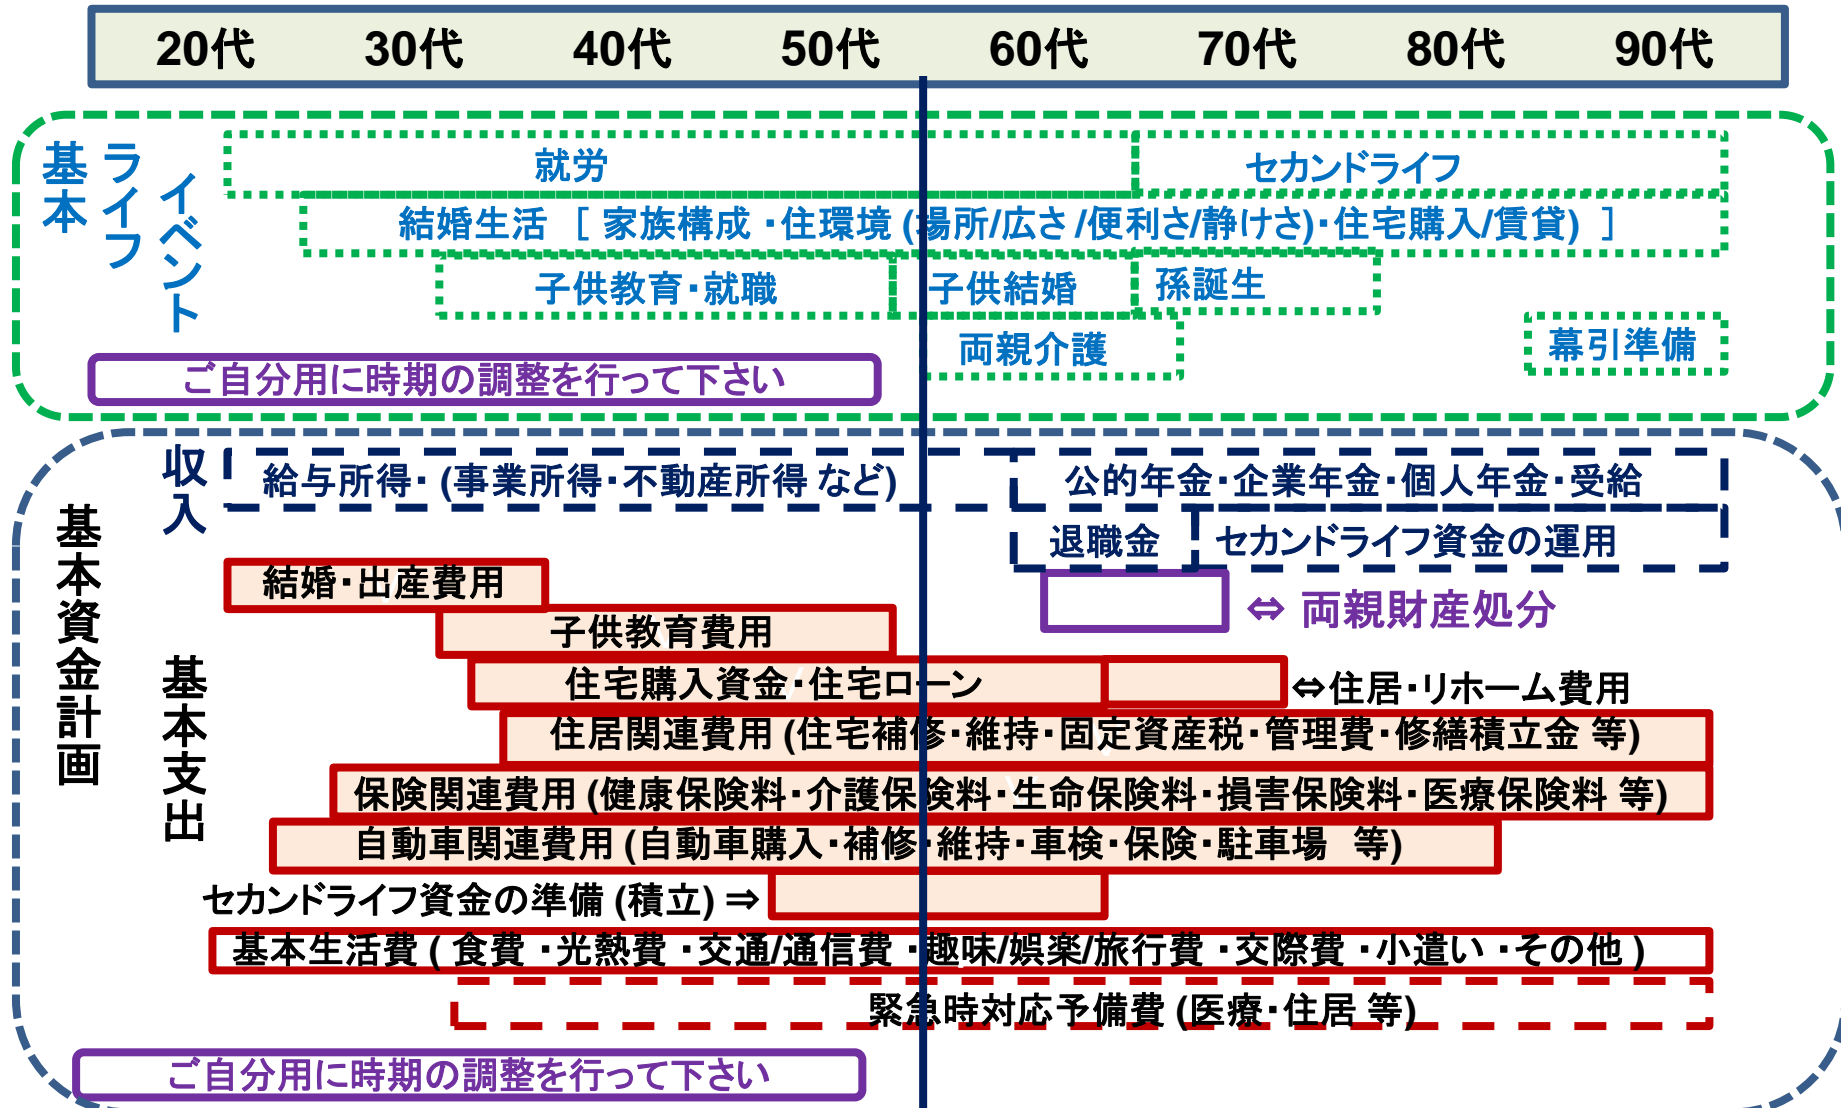 20代 30代 40代 50代 60代 70代 80代 90代
基本
ライフ
イベント
就労
セカンドライフ
結婚生活 [ 家族構成 ・住環境 (場所/広さ /便利さ/静けさ)・住宅購入/賃貸) ]
子供教育・就職
子供結婚
孫誕生
両親介護
幕引準備
ご自分用に時期の調整を行って下さい
基本資金計画
収入
給与所得・ (事業所得・不動産所得 など)
公的年金・企業年金・個人年金・受給
退職金
セカンドライフ資金の運用
⇔ 両親財産処分
基本支出
結婚・出産費用
子供教育費用
住宅購入資金・住宅ローン
⇔住居・リホーム費用
住居関連費用 (住宅補修・維持・固定資産税・管理費・修繕積立金 等)
保険関連費用 (健康保険料・介護保険料・生命保険料・損害保険料・医療保険料 等)
自動車関連費用 (自動車購入・補修・維持・車検・保険・駐車場 等)
セカンドライフ資金の準備 (積立) ⇒
基本生活費 ( 食費 ・光熱費 ・交通/通信費 ・趣味/娯楽/旅行費 ・交際費 ・小遣い ・その他 )
緊急時対応予備費 (医療・住居 等)
ご自分用に時期の調整を行って下さい